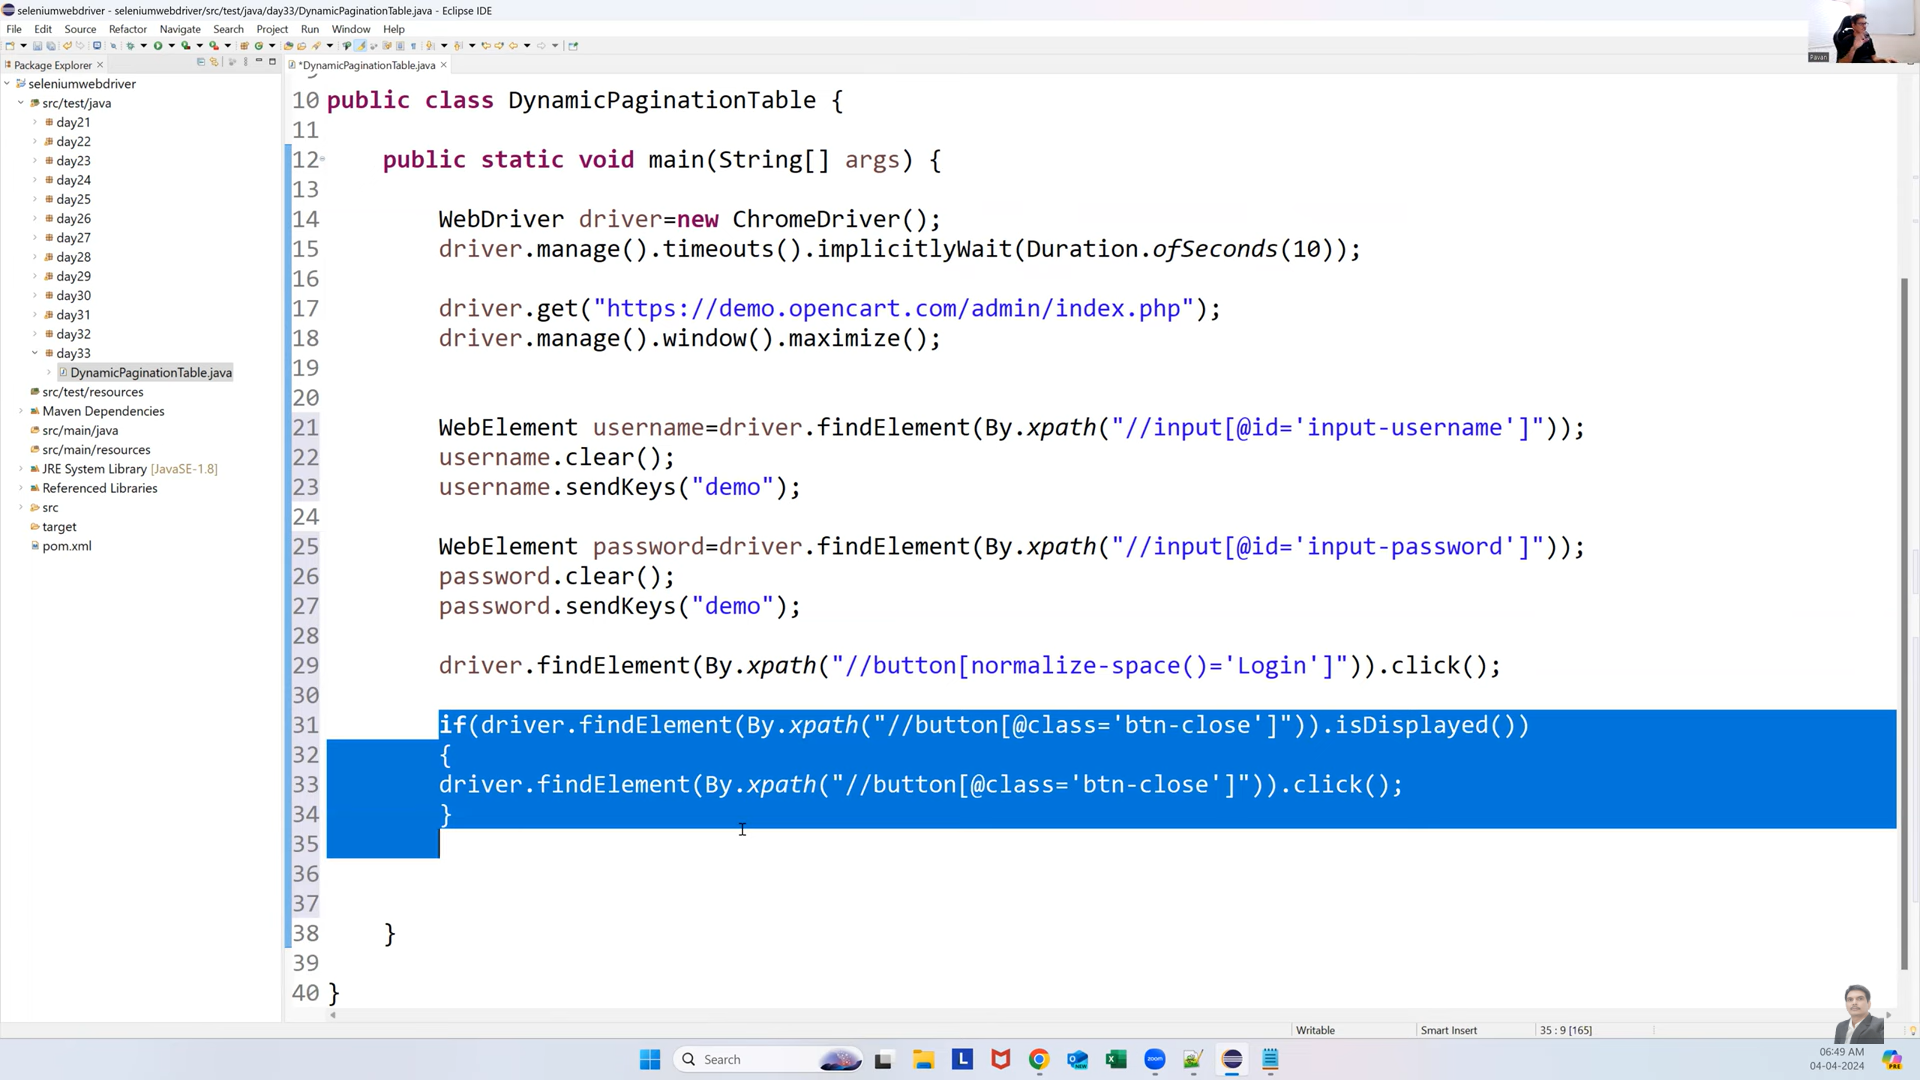 seleniumwebdriver - seleniumwebdriver/src/test/java/day33/DynamicPaginationTable.java - Eclipse IDE
File Edit Source Refactor Navigate Search Project Run Window Help
Package Explorer
*DynamicPaginationTable.java
Pavan
seleniumwebdriver
src/test/java
day21
day22
day23
day24
day25
day26
day27
day28
day29
day30
day31
day32
day33
DynamicPaginationTable.java
src/test/resources
Maven Dependencies
src/main/java
src/main/resources
JRE System Library [JavaSE-1.8]
Referenced Libraries
src
target
pom.xml
10 public class DynamicPaginationTable {
11
12 public static void main(String[] args) {
13
14 WebDriver driver=new ChromeDriver();
15 driver.manage().timeouts().implicitlyWait(Duration.ofSeconds(10));
16
17 driver.get("https://demo.opencart.com/admin/index.php");
18 driver.manage().window().maximize();
19
20
21 WebElement username=driver.findElement(By.xpath("//input[@id='input-username']"));
22 username.clear();
23 username.sendKeys("demo");
24
25 WebElement password=driver.findElement(By.xpath("//input[@id='input-password']"));
26 password.clear();
27 password.sendKeys("demo");
28
29 driver.findElement(By.xpath("//button[normalize-space()='Login']")).click();
30
31 if(driver.findElement(By.xpath("//button[@class='btn-close']")).isDisplayed())
32 {
33 driver.findElement(By.xpath("//button[@class='btn-close']")).click();
34 }
35
36
37
38 }
39
40 }
Writable Smart Insert 35 : 9 [165]
Search
L
06:49 AM
04-04-2024